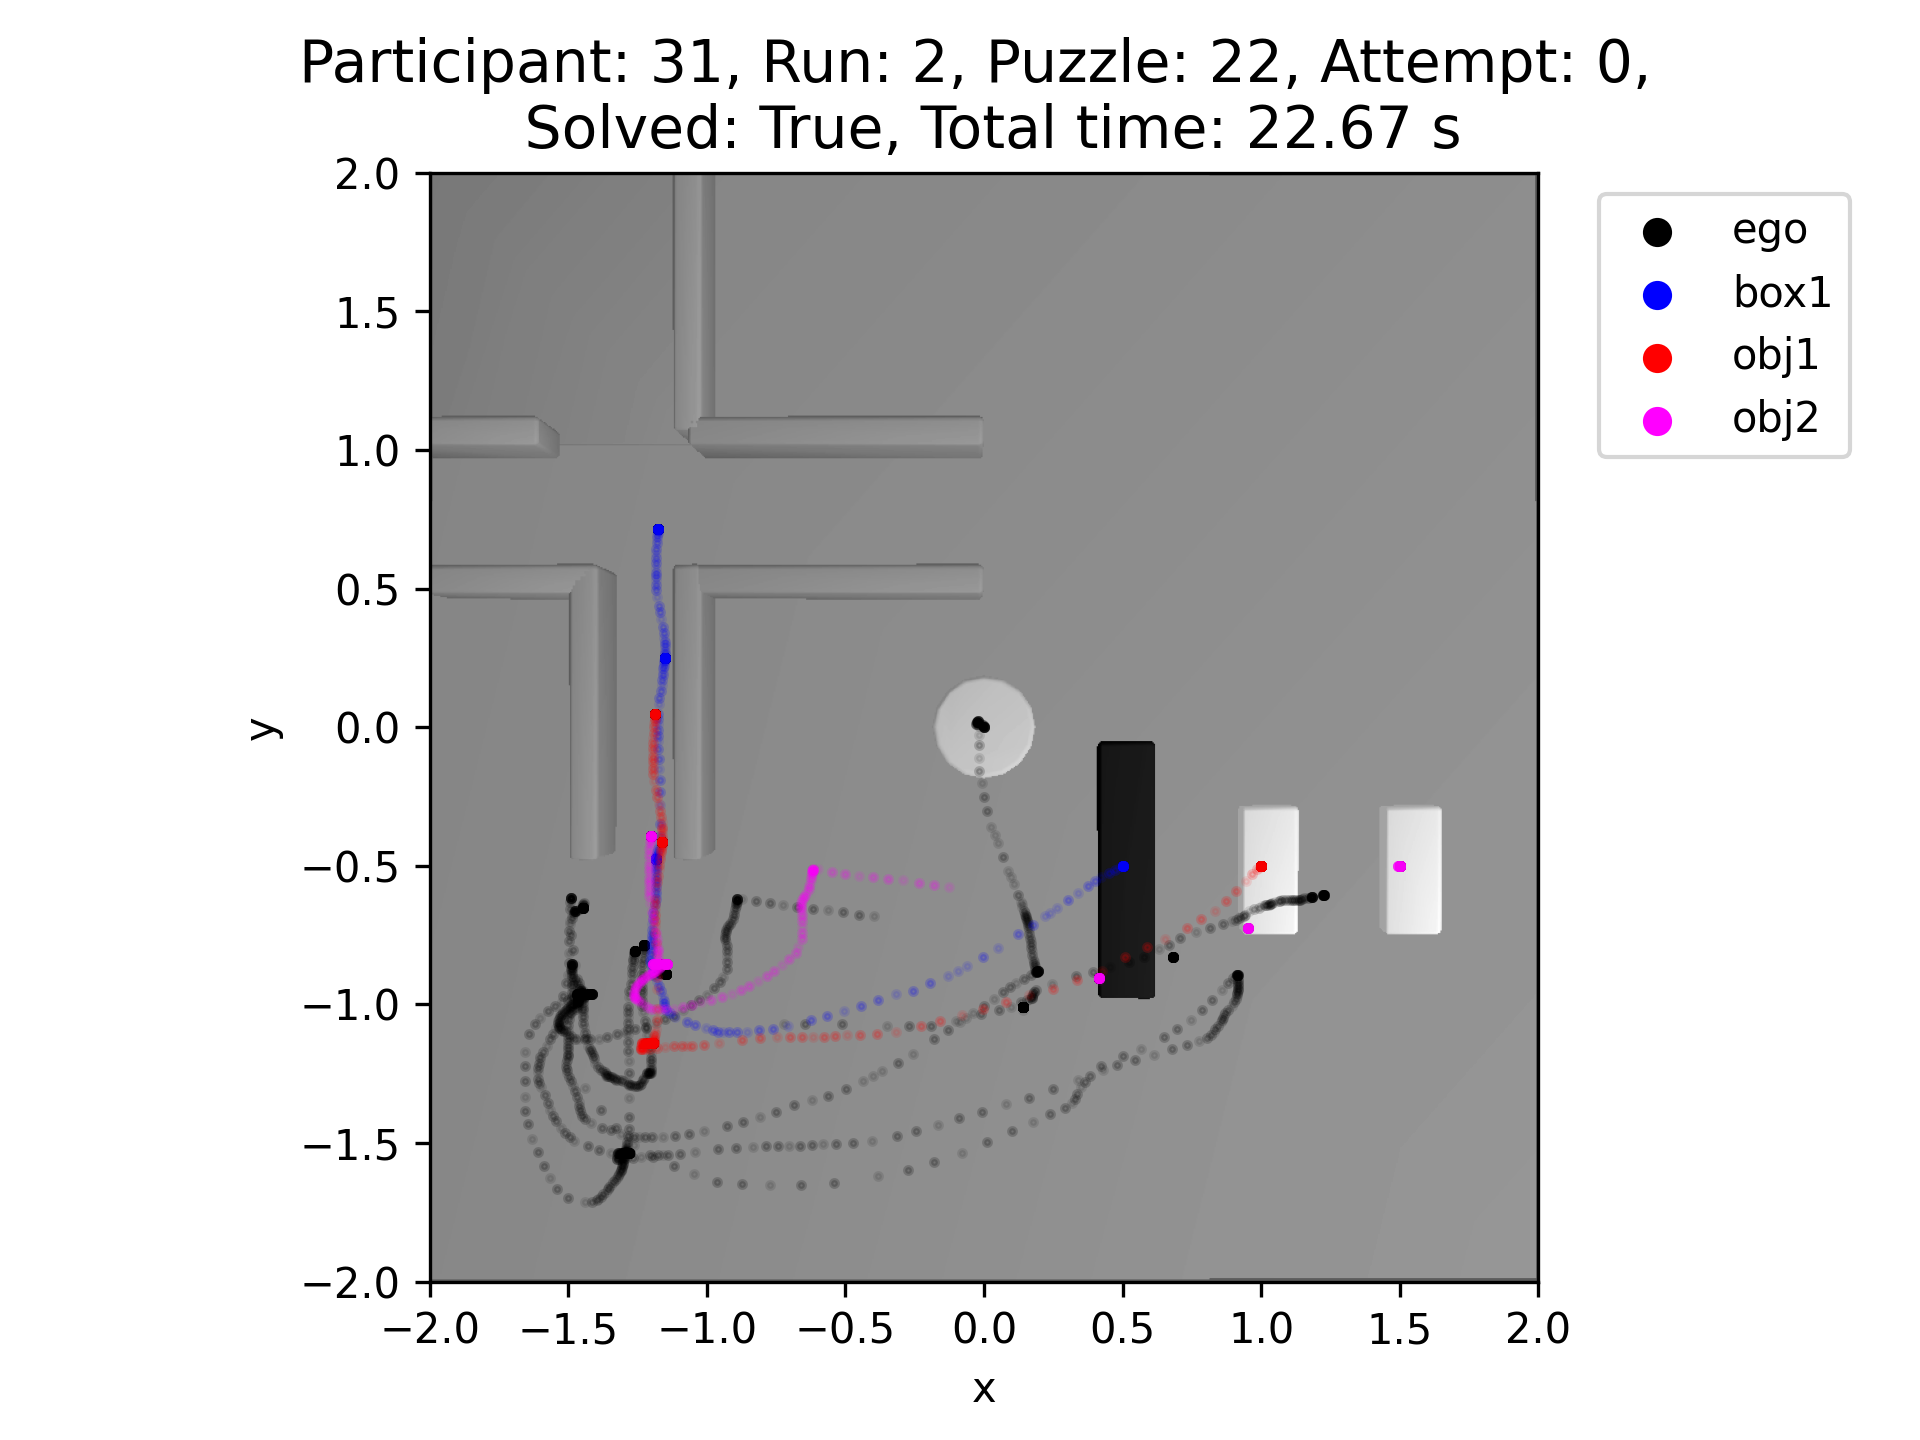 Participant: 31, Run: 2, Puzzle: 22, Attempt: 0,
Solved: True, Total time: 22.67 s
ego
box1
obj1
obj2
2.0
1.5
1.0
0.5
0.0
−0.5
−1.0
−1.5
−2.0
y
−2.0 −1.5 −1.0 −0.5 0.0 0.5 1.0 1.5 2.0
x